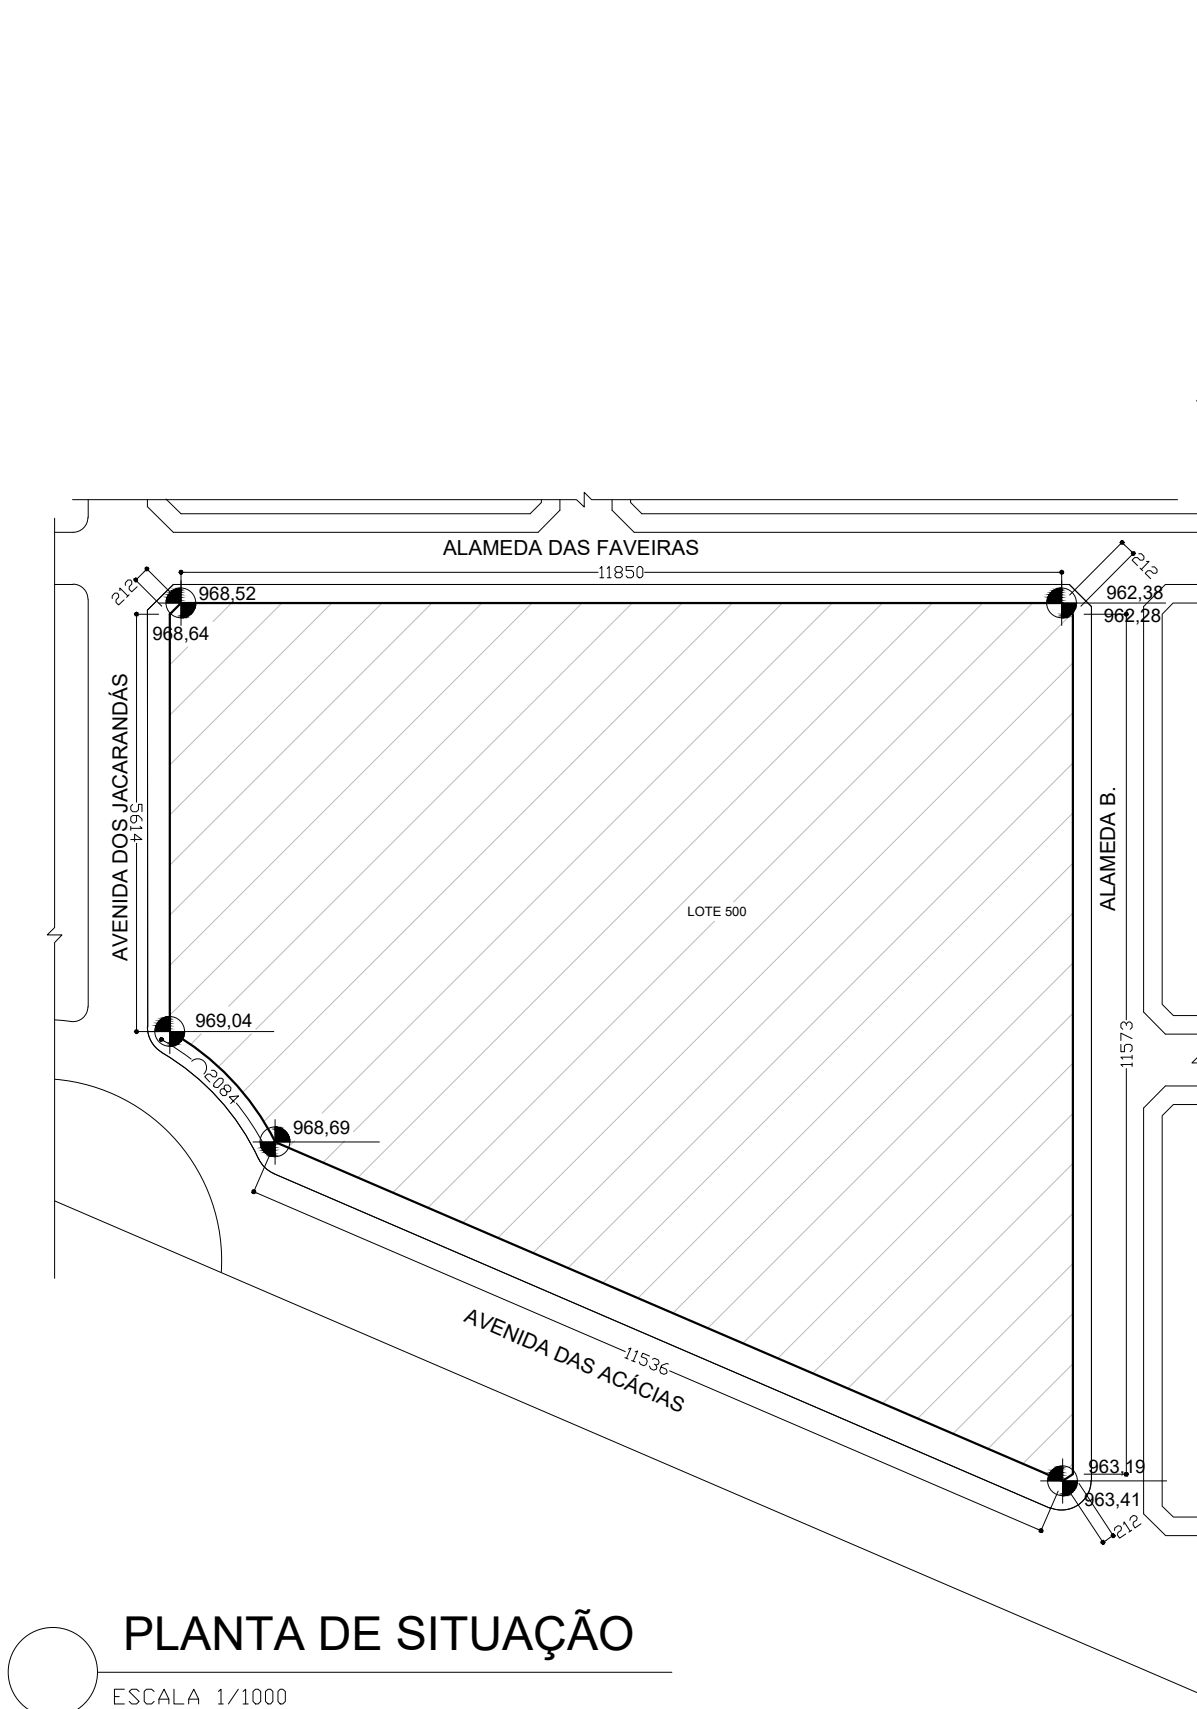 ALAMEDA DAS FAVEIRAS
11850
212
212
968,52
962,38
968,64
962,28
AVENIDA DOS JACARANDÁS
5614
ALAMEDA B.
LOTE 500
969,04
11573
2084
968,69
AVENIDA DAS ACÁCIAS
11536
963,19
963,41
212
PLANTA DE SITUAÇÃO
ESCALA 1/1000